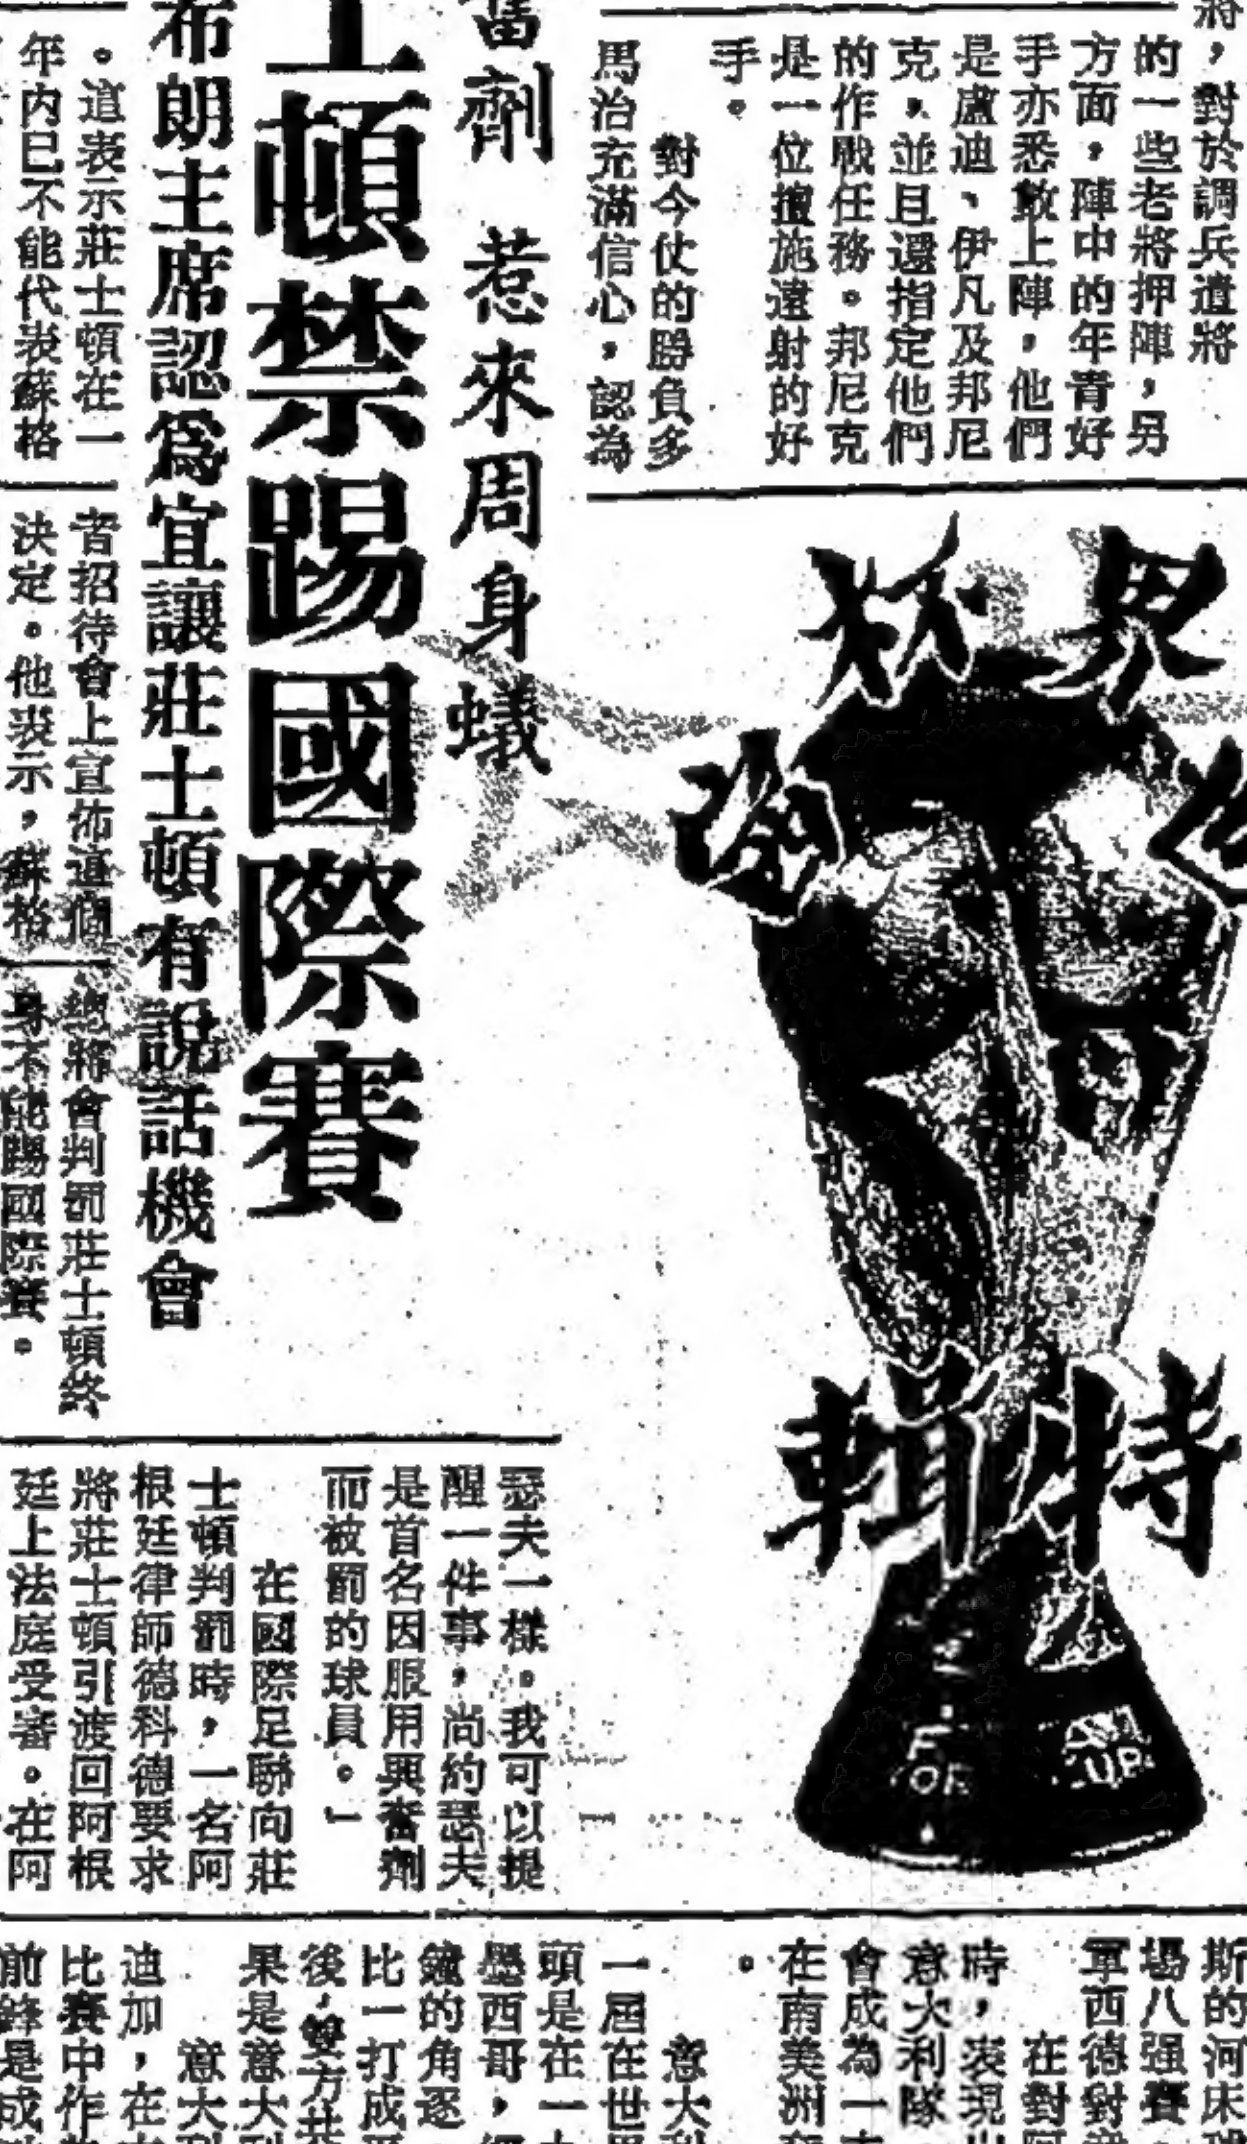 將,對於調兵遣將
的一些老將押陣,另
方面,陣中的年青好
手亦悉數上陣,他們
是盧迪、伊凡及邦尼
克,並且還指定他們
的作戰任務。邦尼克
是一位擅施遠射的好
手。
對今仗的勝負多
馬治充滿信心,認為
奮劑 惹來周身蟻
士頓禁踢國際賽
布朗主席認為宜讓莊士頓有說話機會
。這表示莊士頓在一
年內已不能代表蘇格
者招待會上宣佈這個
決定。他表示,蘇格
總將會判罰莊士頓終
身不能踢國際賽。
界
盃
特輯
FOR
CUP
瑟夫一樣。我可以提
醒一件事,尚約瑟夫
是首名因服用興奮劑
而被罰的球員。」
在國際足聯向莊
士頓判罰時,一名阿
根廷律師德科德要求
將莊士頓引渡回阿根
廷上法庭受審。在阿
斯的河床
場八强賽
軍西德對
在對阿
時,表現
意大利隊
會成為一
在南美洲
。
意大利
一屆在世
頭是在一
墨西哥,
鐘的角逐
比一打成
後,雙方
果是意大
意大
迪加,在
比賽中作
前鋒是成